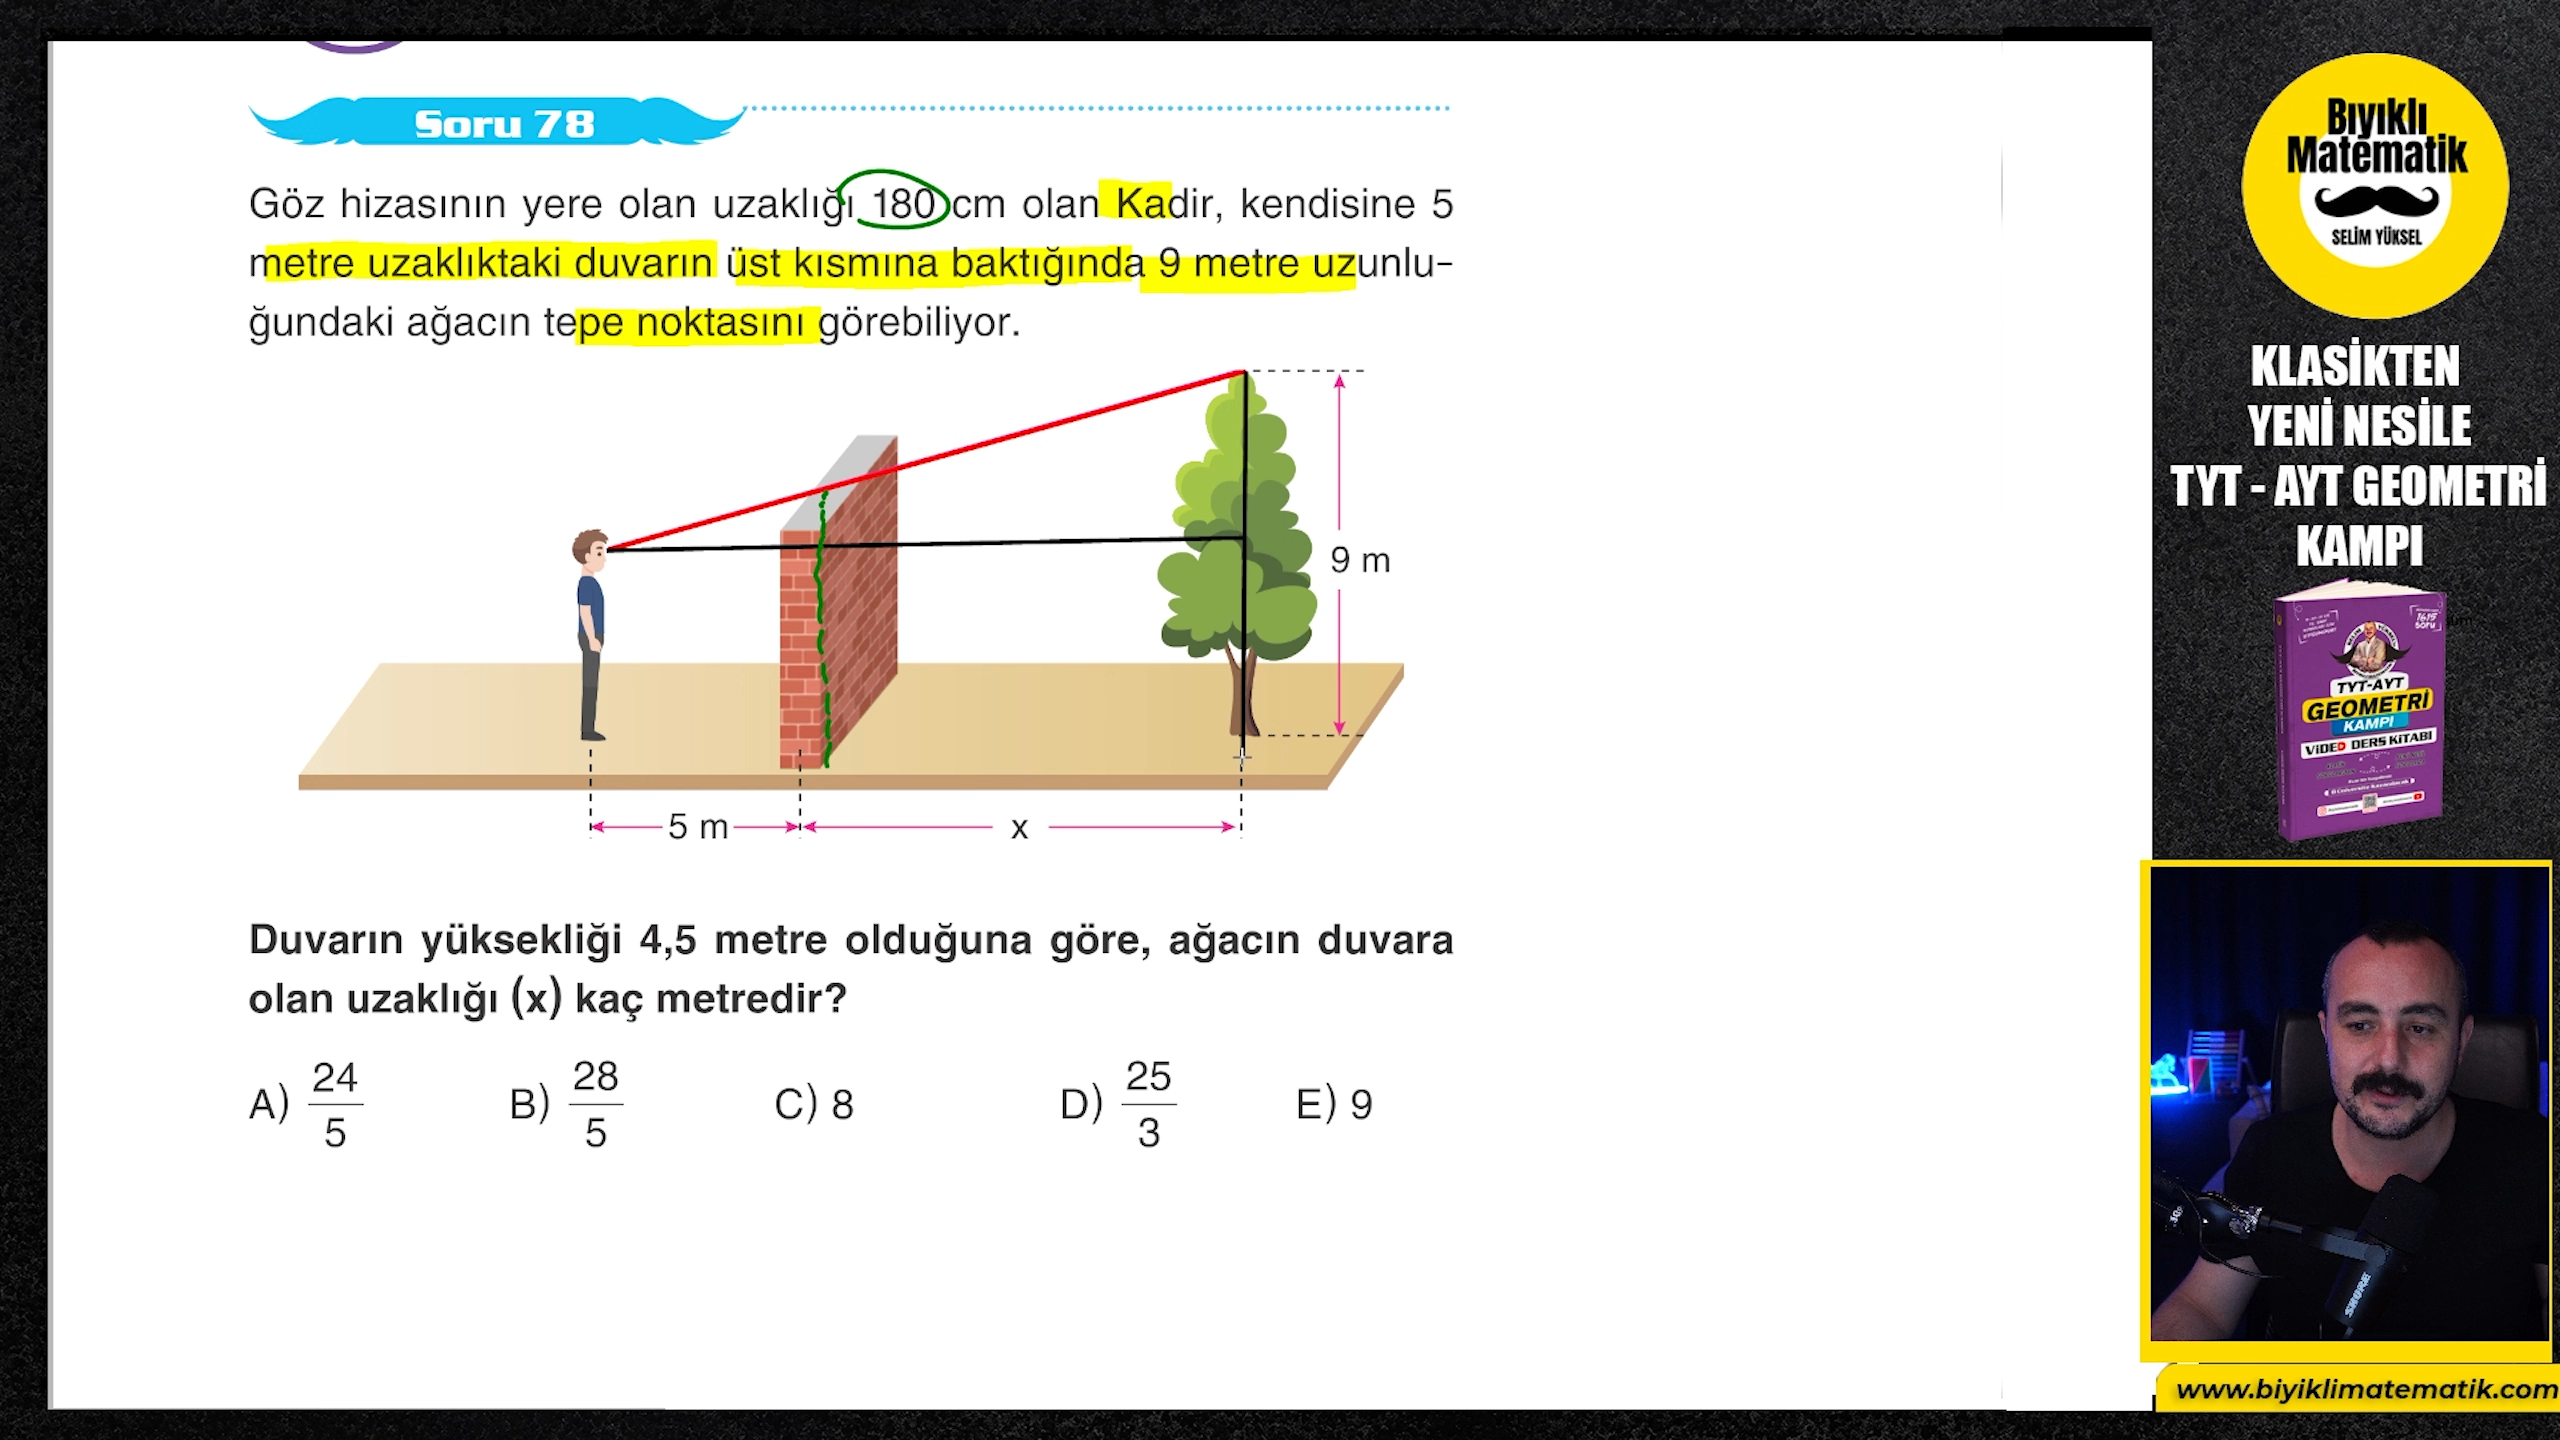 Soru 78
Göz hizasının yere olan uzaklığı 180 cm olan Kadir, kendisine 5
metre uzaklıktaki duvarın üst kısmına baktığında 9 metre uzunlu-
ğundaki ağacın tepe noktasını görebiliyor.
9 m
5 m
x
Duvarın yüksekliği 4,5 metre olduğuna göre, ağacın duvara
olan uzaklığı (x) kaç metredir?
A) 24/5 B) 28/5 C) 8 D) 25/3 E) 9
Bıyıklı
Matematik
SELİM YÜKSEL
KLASİKTEN
YENİ NESİLE
TYT - AYT GEOMETRİ
KAMPI
1615
soru
TYT-AYT
GEOMETRİ
KAMPI
VİDEO DERS KİTABI
SHURE
www.biyiklimatematik.com